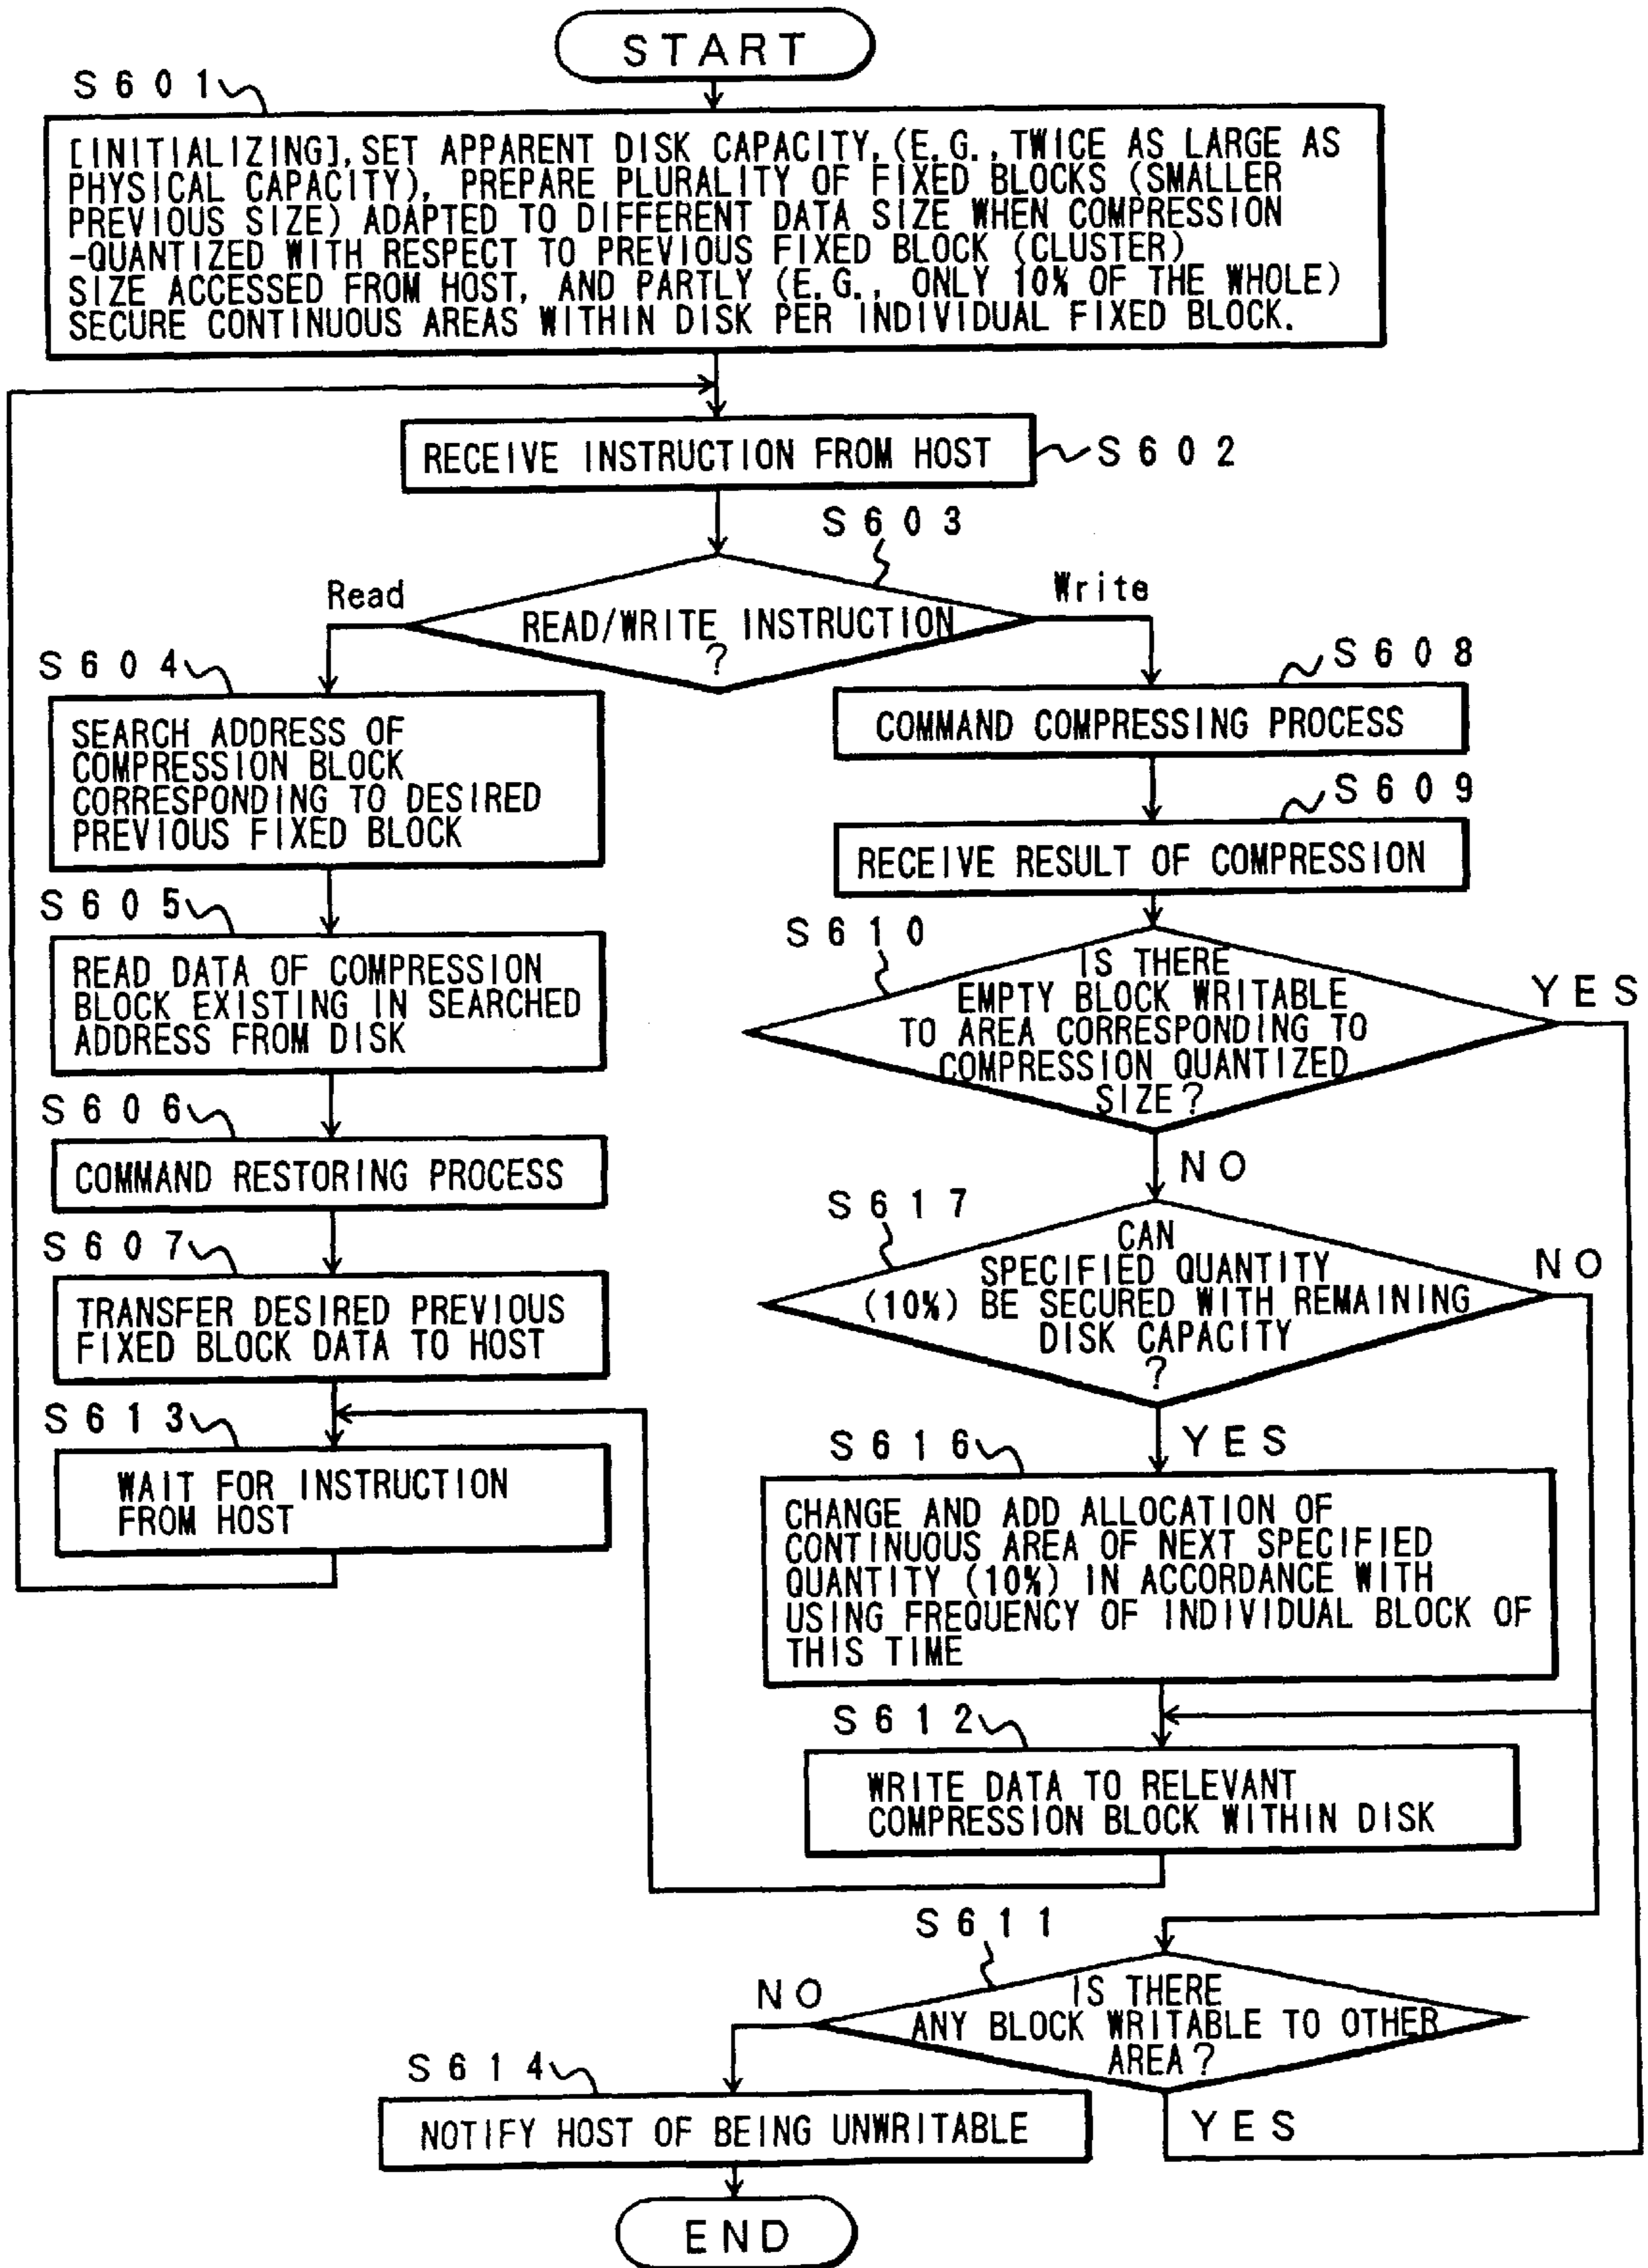 START
S601
[INITIALIZING], SET APPARENT DISK CAPACITY, (E.G., TWICE AS LARGE AS
PHYSICAL CAPACITY), PREPARE PLURALITY OF FIXED BLOCKS (SMALLER
PREVIOUS SIZE) ADAPTED TO DIFFERENT DATA SIZE WHEN COMPRESSION
-QUANTIZED WITH RESPECT TO PREVIOUS FIXED BLOCK (CLUSTER)
SIZE ACCESSED FROM HOST, AND PARTLY (E.G., ONLY 10% OF THE WHOLE)
SECURE CONTINUOUS AREAS WITHIN DISK PER INDIVIDUAL FIXED BLOCK.
RECEIVE INSTRUCTION FROM HOST
S602
S603
READ/WRITE INSTRUCTION
?
Read
Write
S604
SEARCH ADDRESS OF
COMPRESSION BLOCK
CORRESPONDING TO DESIRED
PREVIOUS FIXED BLOCK
S605
READ DATA OF COMPRESSION
BLOCK EXISTING IN SEARCHED
ADDRESS FROM DISK
S606
COMMAND RESTORING PROCESS
S607
TRANSFER DESIRED PREVIOUS
FIXED BLOCK DATA TO HOST
S613
WAIT FOR INSTRUCTION
FROM HOST
S608
COMMAND COMPRESSING PROCESS
S609
RECEIVE RESULT OF COMPRESSION
S610
IS THERE
EMPTY BLOCK WRITABLE
TO AREA CORRESPONDING TO
COMPRESSION QUANTIZED
SIZE?
YES
NO
S617
CAN
SPECIFIED QUANTITY
(10%) BE SECURED WITH REMAINING
DISK CAPACITY
?
NO
YES
S616
CHANGE AND ADD ALLOCATION OF
CONTINUOUS AREA OF NEXT SPECIFIED
QUANTITY (10%) IN ACCORDANCE WITH
USING FREQUENCY OF INDIVIDUAL BLOCK OF
THIS TIME
S612
WRITE DATA TO RELEVANT
COMPRESSION BLOCK WITHIN DISK
S611
IS THERE
ANY BLOCK WRITABLE TO OTHER
AREA?
NO
YES
S614
NOTIFY HOST OF BEING UNWRITABLE
END